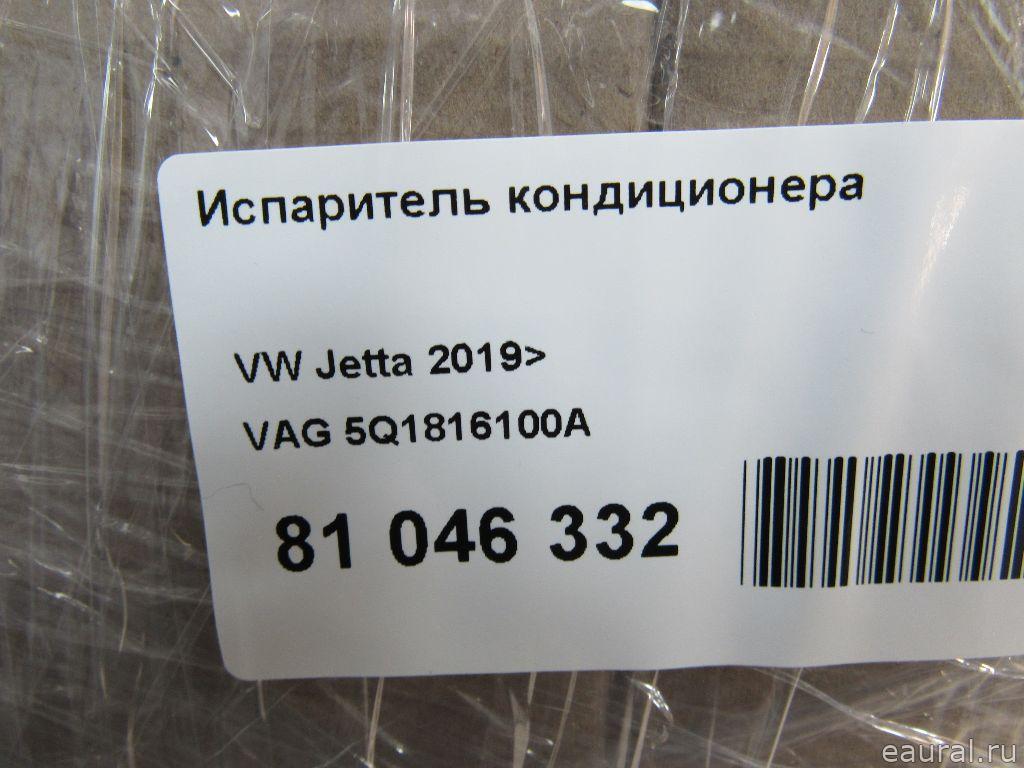 Испаритель кондиционера
VW Jetta 2019>
VAG 5Q1816100A
81 046 332
eaural.ru